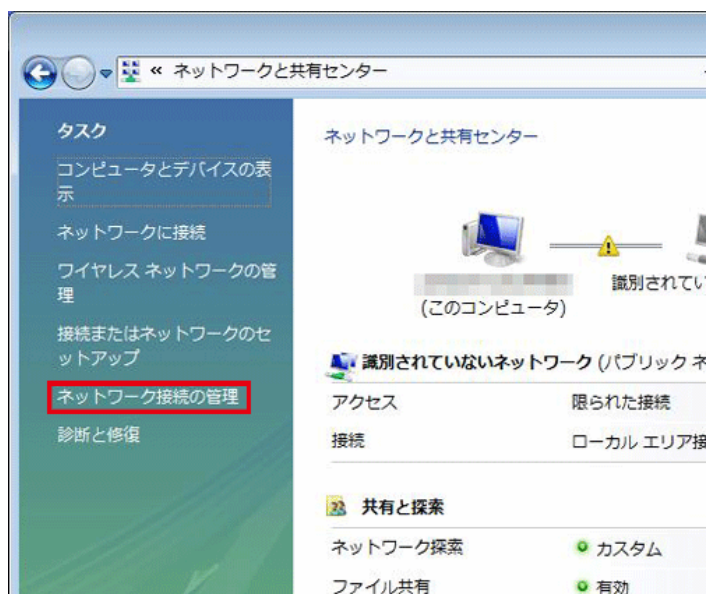 « ネットワークと共有センター
タスク
コンピュータとデバイスの表
示
ネットワークに接続
ワイヤレス ネットワークの管
理
接続またはネットワークのセ
ットアップ
ネットワーク接続の管理
診断と修復
ネットワークと共有センター
識別されてい
(このコンピュータ)
識別されていないネットワーク (パブリック ネ
アクセス 限られた接続
接続 ローカル エリア接
共有と探索
ネットワーク探索 カスタム
ファイル共有 有効